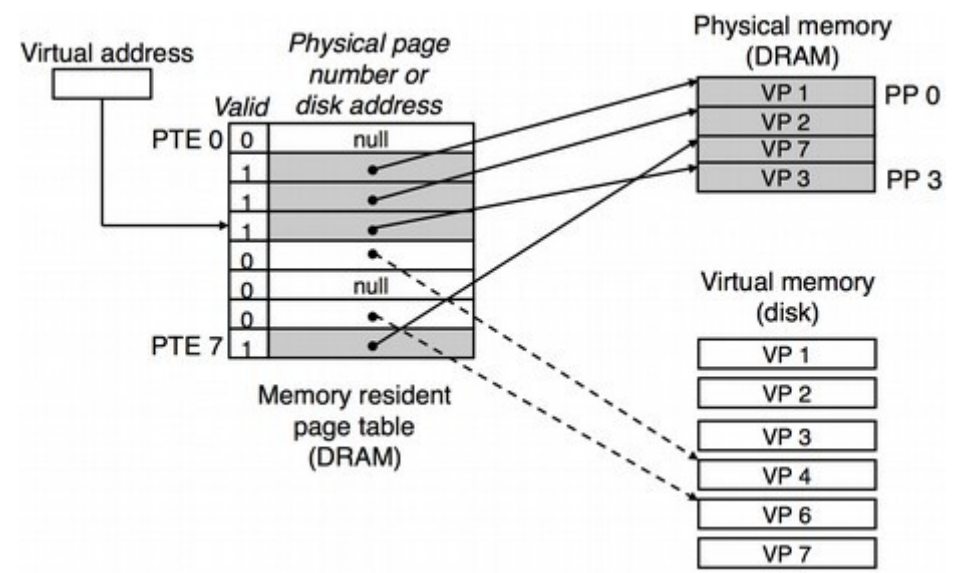 Virtual address
Physical page
number or
disk address
Valid
PTE 0
0
null
1
1
1
0
0
null
0
PTE 7
1
Memory resident
page table
(DRAM)
Physical memory
(DRAM)
VP 1
PP 0
VP 2
VP 7
VP 3
PP 3
Virtual memory
(disk)
VP 1
VP 2
VP 3
VP 4
VP 6
VP 7